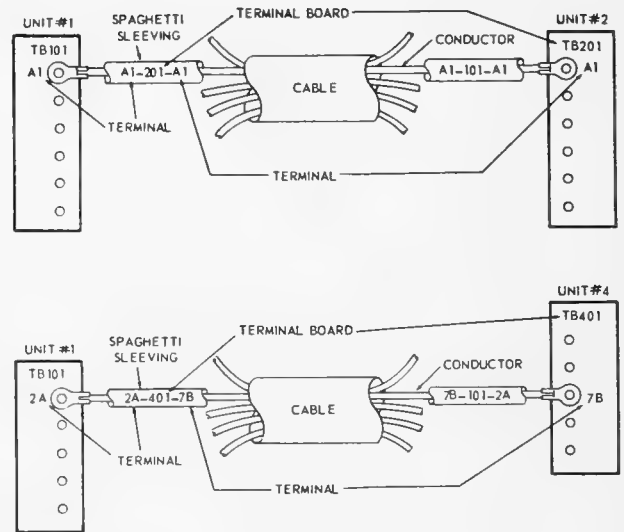 UNIT #1
SPAGHETTI
SLEEVING
TERMINAL BOARD
UNIT #2
TB101
CONDUCTOR
TB201
A1
A1-201-A1
CABLE
A1-101-A1
A1
TERMINAL
TERMINAL
UNIT #4
UNIT #1
SPAGHETTI
SLEEVING
TERMINAL BOARD
TB401
TB101
CONDUCTOR
2A
2A-401-7B
CABLE
7B-101-2A
7B
TERMINAL
TERMINAL